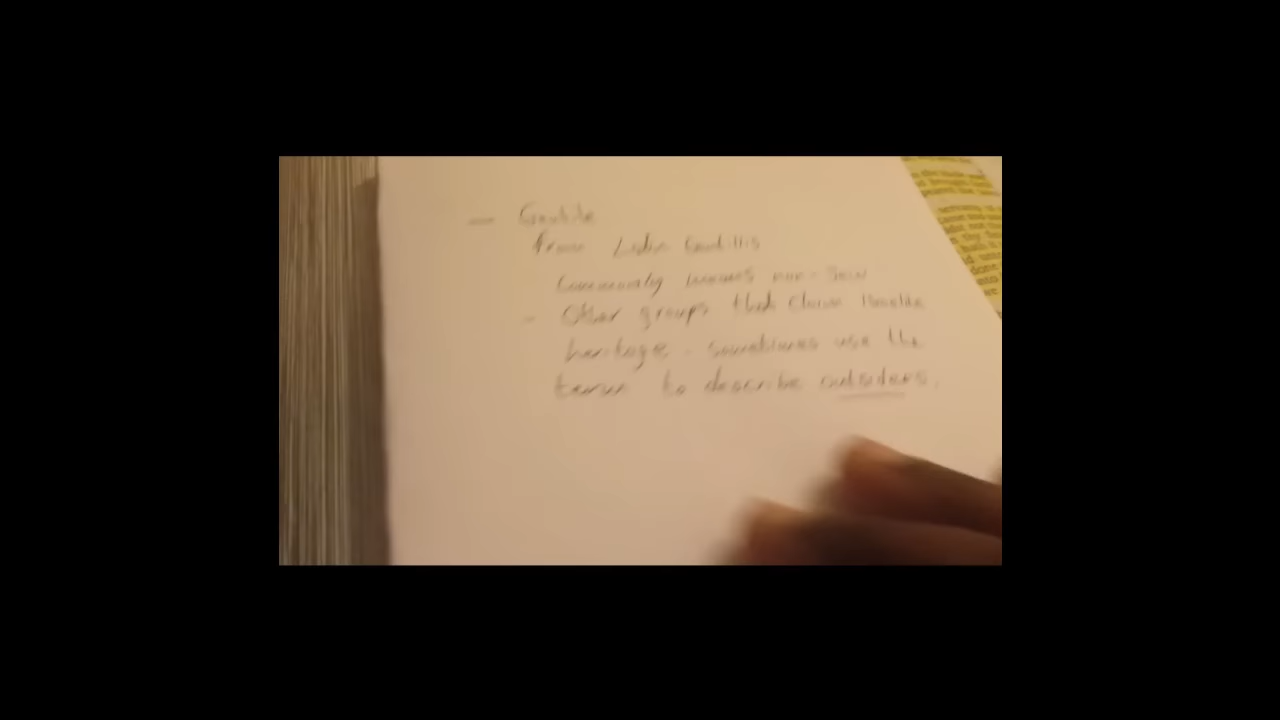 — Gentile
from Latin Gentilis
Commonly means non-Jew
- Other groups that claim Israelite
heritage - sometimes use the
term to describe outsiders.